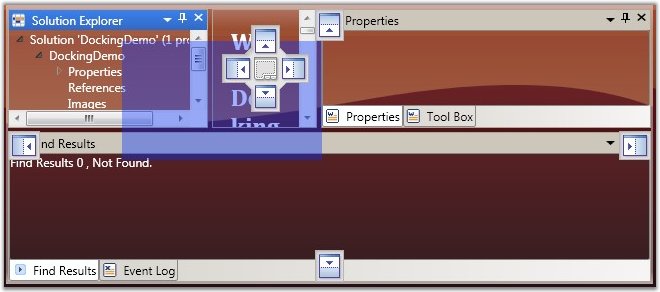 Solution Explorer
Properties
Solution 'DockingDemo' (1 pro
DockingDemo
Properties
References
Images
W
Do
king
Properties
Tool Box
nd Results
Find Results 0 , Not Found.
Find Results
Event Log